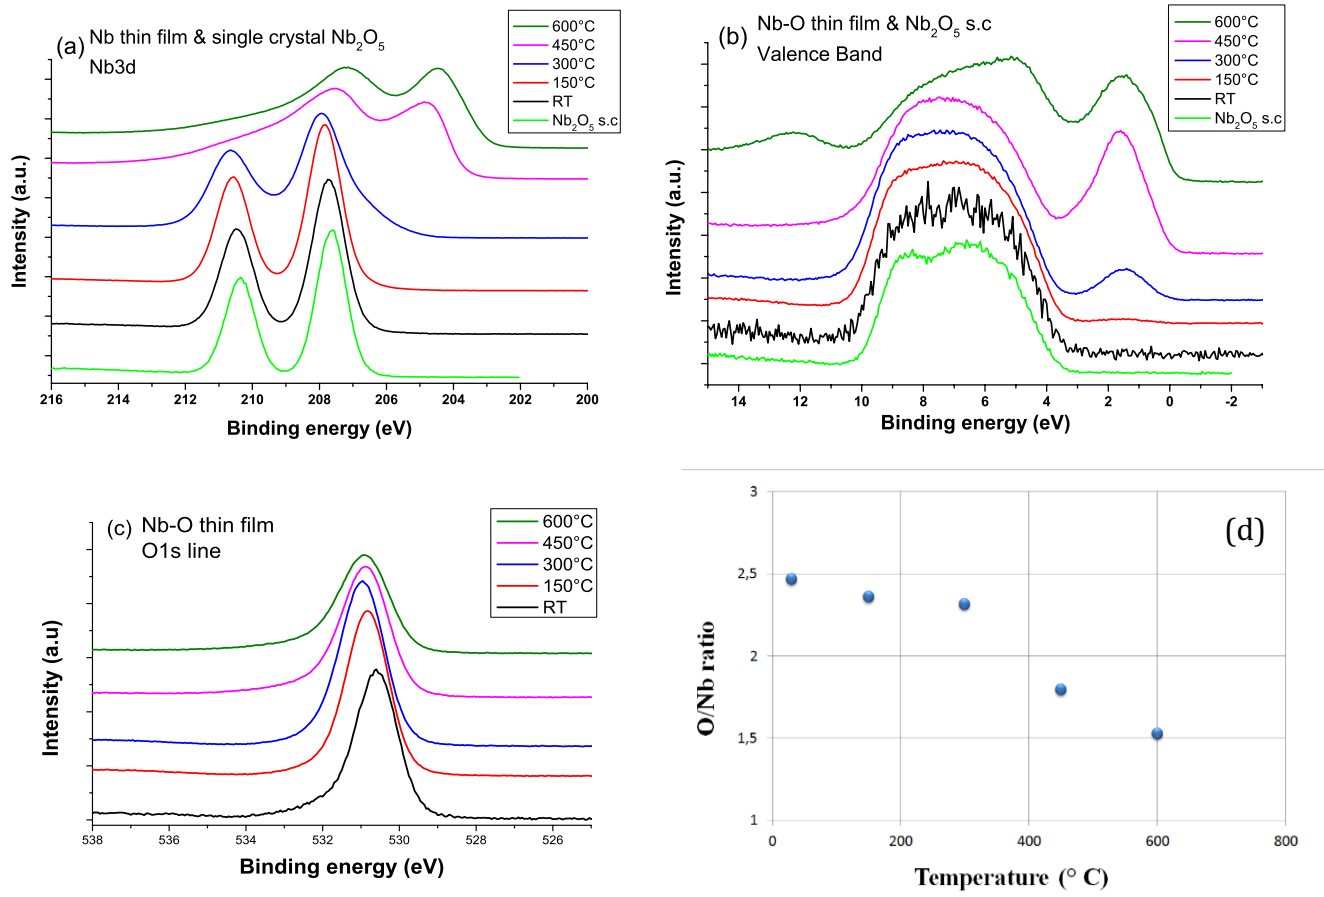 (a) Nb thin film & single crystal Nb₂O₅
Nb3d
600°C
450°C
300°C
150°C
RT
Nb₂O₅ s.c
Intensity (a.u.)
216 214 212 210 208 206 204 202 200
Binding energy (eV)
(b) Nb-O thin film & Nb₂O₅ s.c
Valence Band
600°C
450°C
300°C
150°C
RT
Nb₂O₅ s.c
Intensity (a.u.)
14 12 10 8 6 4 2 0 -2
Binding energy (eV)
(c) Nb-O thin film
O1s line
600°C
450°C
300°C
150°C
RT
Intensity (a.u)
538 536 534 532 530 528 526
Binding energy (eV)
(d)
O/Nb ratio
3
2,5
2
1,5
1
0 200 400 600 800
Temperature (° C)